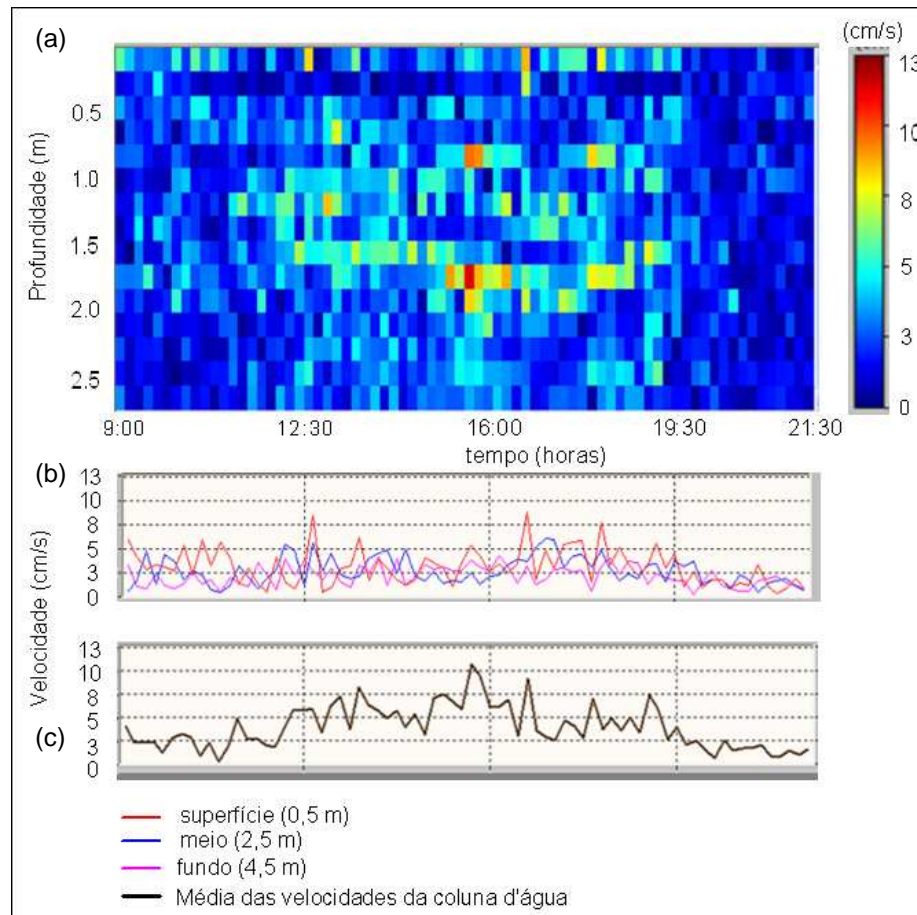 (a)
(cm/s)
13
10
8
5
3
0
Profundidade (m)
0.5
1.0
1.5
2.0
2.5
9:00 12:30 16:00 19:30 21:30
tempo (horas)
(b)
Velocidade (cm/s)
13
10
8
5
3
0
13
10
8
5
3
0
(c)
superfície (0,5 m)
meio (2,5 m)
fundo (4,5 m)
Média das velocidades da coluna d'água